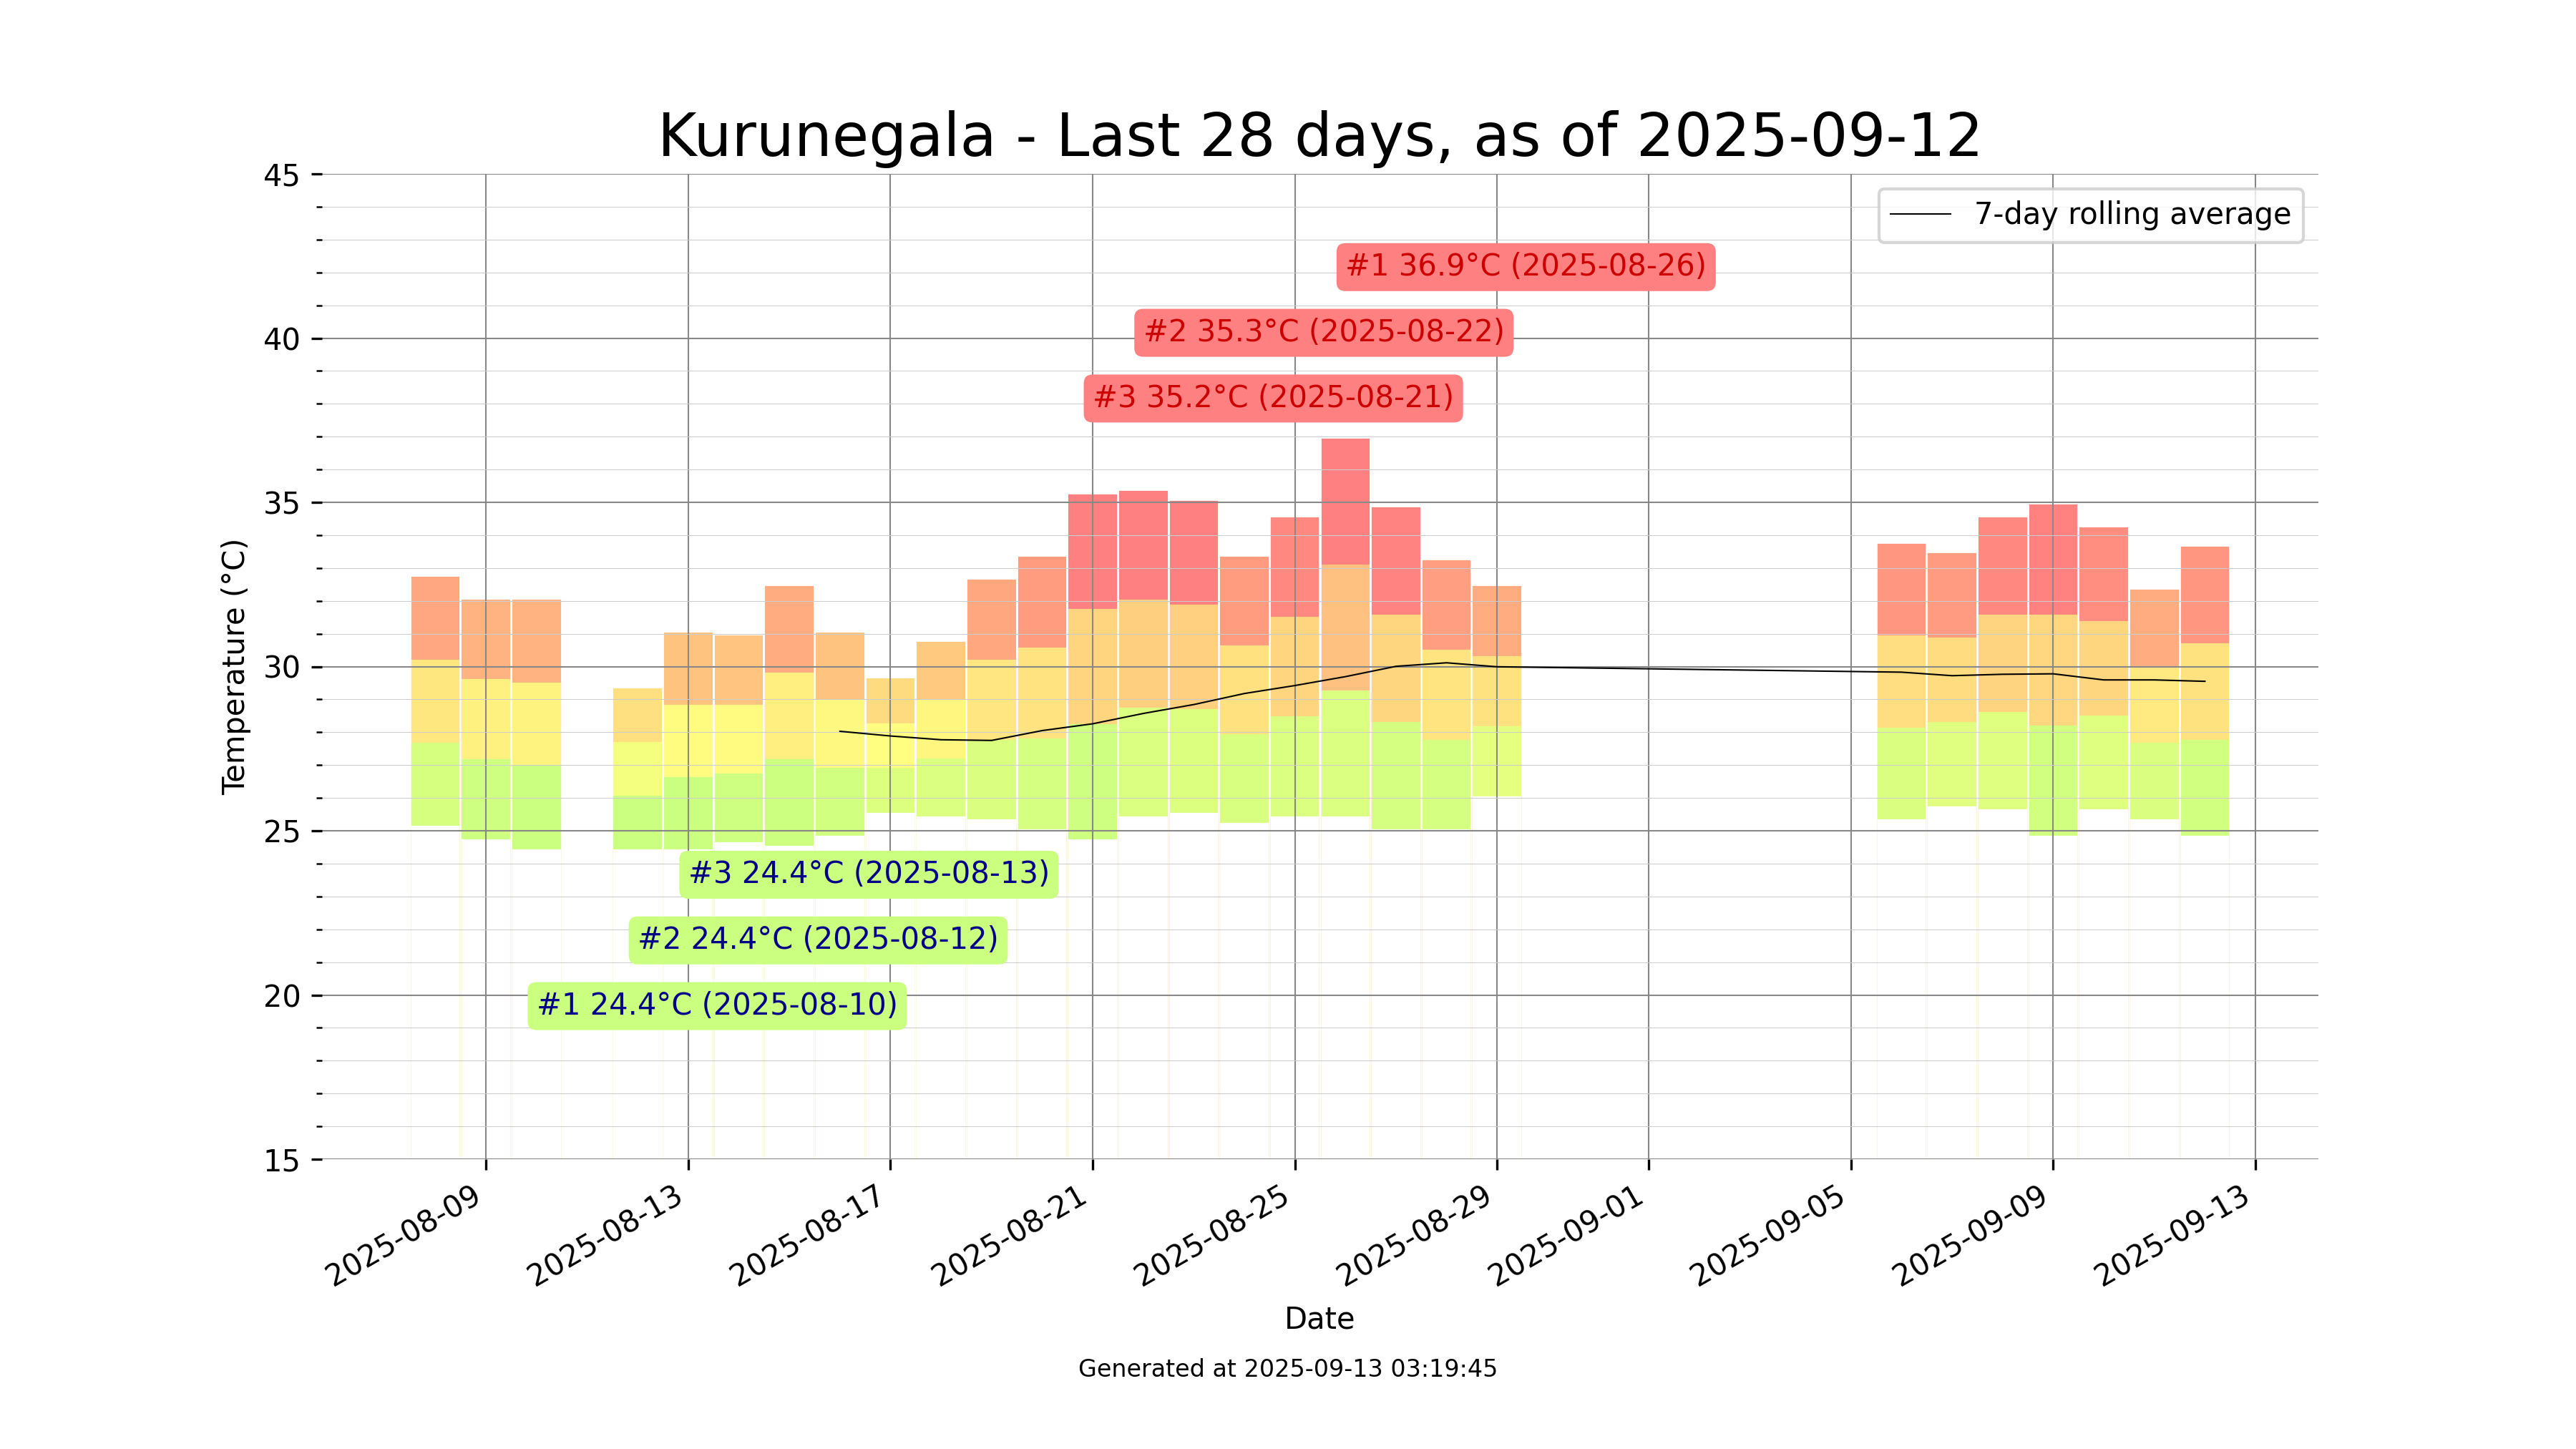 Kurunegala - Last 28 days, as of 2025-09-12
45
7-day rolling average
#1 36.9°C (2025-08-26)
#2 35.3°C (2025-08-22)
40
#3 35.2°C (2025-08-21)
35
Temperature (°C)
30
25
#3 24.4°C (2025-08-13)
#2 24.4°C (2025-08-12)
20
#1 24.4°C (2025-08-10)
15
2025-08-09
2025-08-13
2025-08-17
2025-08-21
2025-08-25
2025-08-29
2025-09-01
2025-09-05
2025-09-09
2025-09-13
Date
Generated at 2025-09-13 03:19:45